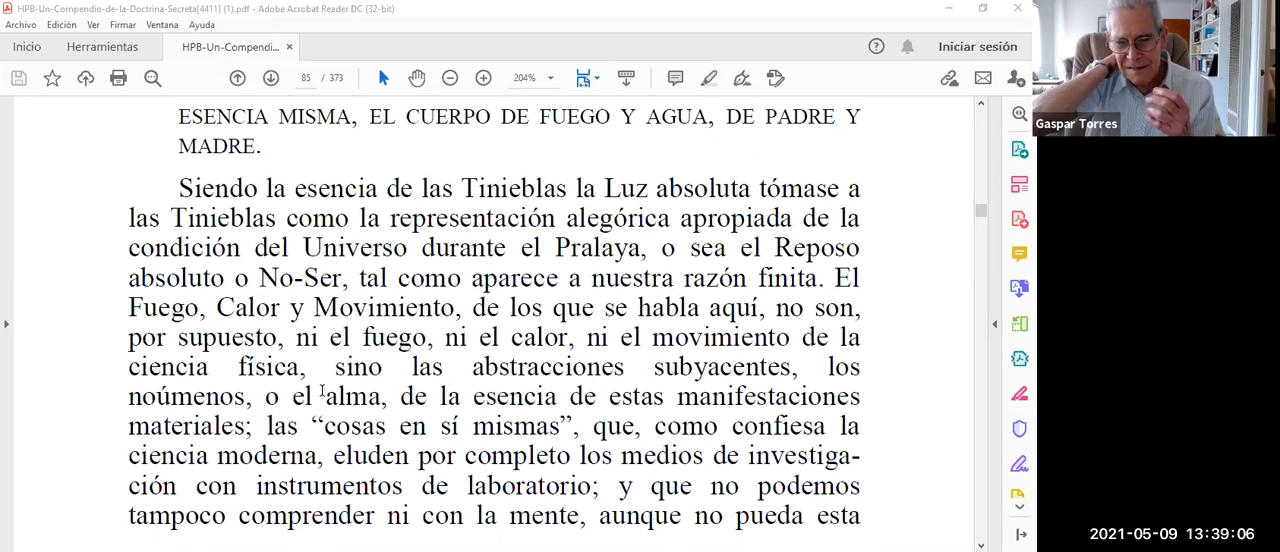 HPB-Un-Compendio-de-la-Doctrina-Secreta[4411] (1).pdf - Adobe Acrobat Reader DC (32-bit)
Archivo Edición Ver Firmar Ventana Ayuda
Inicio Herramientas HPB-Un-Compendi... Iniciar sesión
85 / 373 204%
ESENCIA MISMA, EL CUERPO DE FUEGO Y AGUA, DE PADRE Y
MADRE.
Siendo la esencia de las Tinieblas la Luz absoluta tómase a
las Tinieblas como la representación alegórica apropiada de la
condición del Universo durante el Pralaya, o sea el Reposo
absoluto o No-Ser, tal como aparece a nuestra razón finita. El
Fuego, Calor y Movimiento, de los que se habla aquí, no son,
por supuesto, ni el fuego, ni el calor, ni el movimiento de la
ciencia física, sino las abstracciones subyacentes, los
noúmenos, o el alma, de la esencia de estas manifestaciones
materiales; las “cosas en sí mismas”, que, como confiesa la
ciencia moderna, eluden por completo los medios de investiga-
ción con instrumentos de laboratorio; y que no podemos
tampoco comprender ni con la mente, aunque no pueda esta
Gaspar Torres
2021-05-09 13:39:06